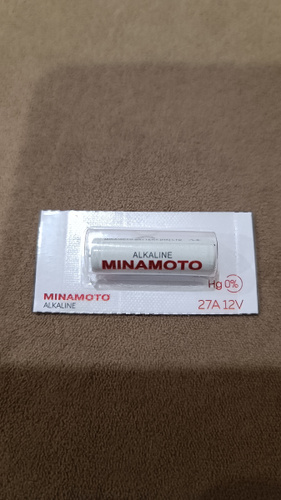 ALKALINE
MINAMOTO
Hg 0%
MINAMOTO
ALKALINE
27A 12V